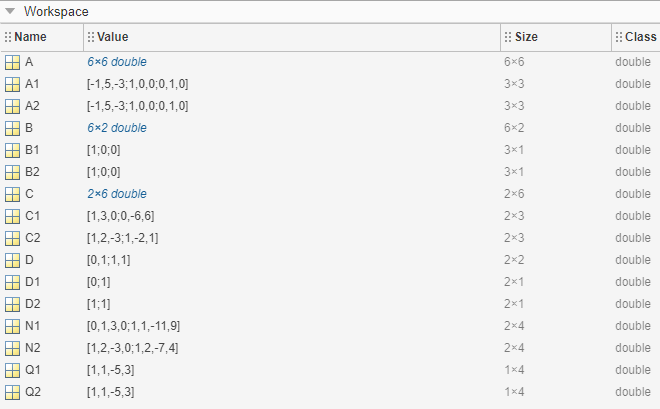 Workspace
Name Value Size Class
A 6×6 double 6×6 double
A1 [-1,5,-3;1,0,0;0,1,0] 3×3 double
A2 [-1,5,-3;1,0,0;0,1,0] 3×3 double
B 6×2 double 6×2 double
B1 [1;0;0] 3×1 double
B2 [1;0;0] 3×1 double
C 2×6 double 2×6 double
C1 [1,3,0;0,-6,6] 2×3 double
C2 [1,2,-3;1,-2,1] 2×3 double
D [0,1;1,1] 2×2 double
D1 [0;1] 2×1 double
D2 [1;1] 2×1 double
N1 [0,1,3,0;1,1,-11,9] 2×4 double
N2 [1,2,-3,0;1,2,-7,4] 2×4 double
Q1 [1,1,-5,3] 1×4 double
Q2 [1,1,-5,3] 1×4 double